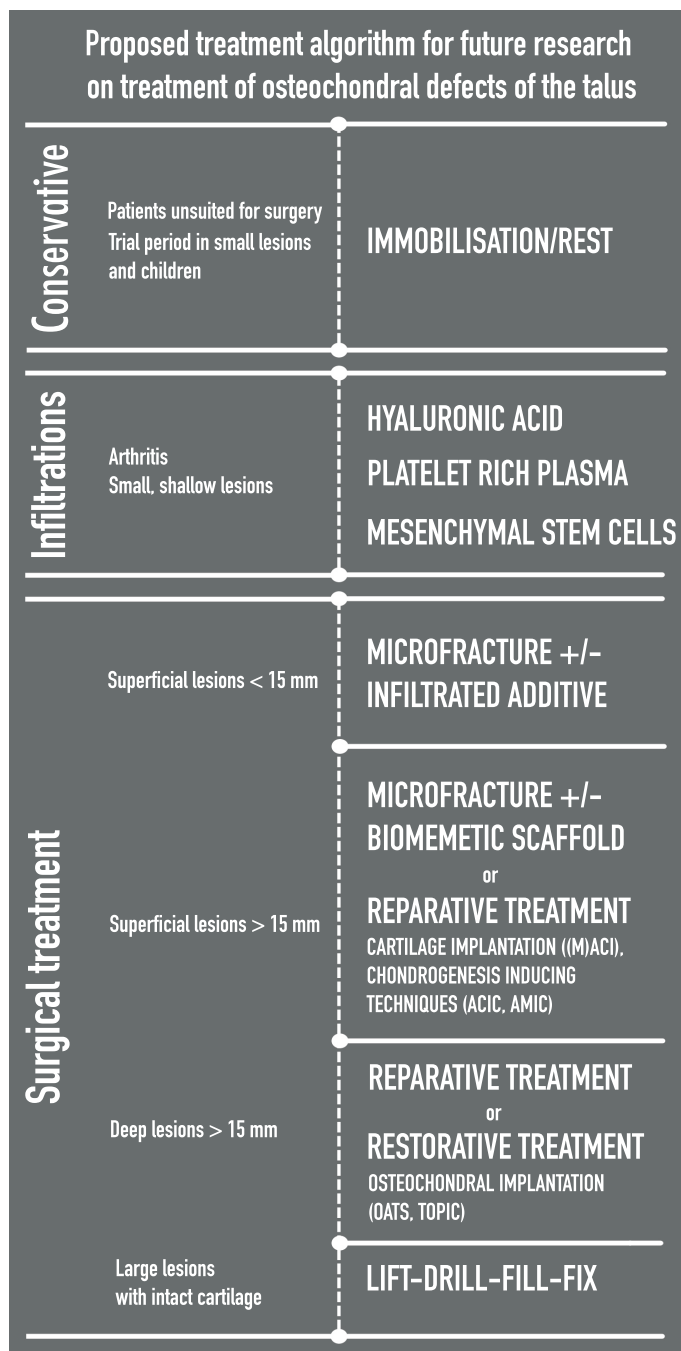 Proposed treatment algorithm for future research
on treatment of osteochondral defects of the talus
Conservative
Patients unsuited for surgery
Trial period in small lesions
and children
IMMOBILISATION/REST
Infiltrations
Arthritis
Small, shallow lesions
HYALURONIC ACID
PLATELET RICH PLASMA
MESENCHYMAL STEM CELLS
Surgical treatment
Superficial lesions < 15 mm
MICROFRACTURE +/-
INFILTRATED ADDITIVE
Superficial lesions > 15 mm
MICROFRACTURE +/-
BIOMEMETIC SCAFFOLD
or
REPARATIVE TREATMENT
CARTILAGE IMPLANTATION ((M)ACI),
CHONDROGENESIS INDUCING
TECHNIQUES (ACIC, AMIC)
Deep lesions > 15 mm
REPARATIVE TREATMENT
or
RESTORATIVE TREATMENT
OSTEOCHONDRAL IMPLANTATION
(OATS, TOPIC)
Large lesions
with intact cartilage
LIFT-DRILL-FILL-FIX